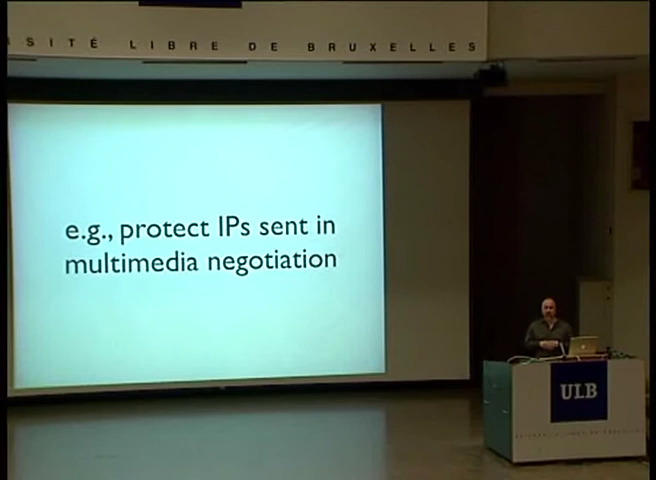 SITÉ LIBRE DE BRUXELLES
e.g., protect IPs sent in
multimedia negotiation
ULB